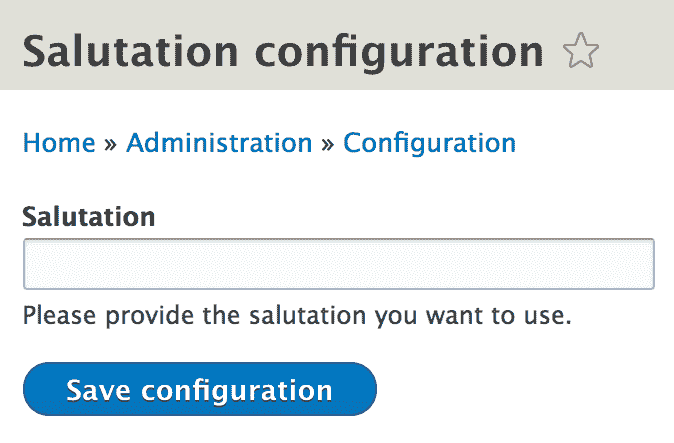 Salutation configuration
Home » Administration » Configuration
Salutation
Please provide the salutation you want to use.
Save configuration